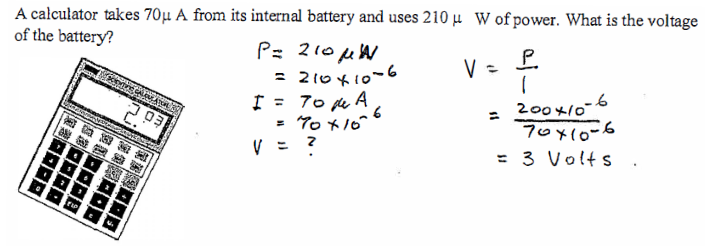 A calculator takes 70μ A from its internal battery and uses 210 μ W of power. What is the voltage
of the battery?
P = 210 μW
= 210 × 10-6
I = 70 μA
= 70 × 10-6
V = ?
V = P
I
= 200×10-6
70×10-6
= 3 Volts .
2.03